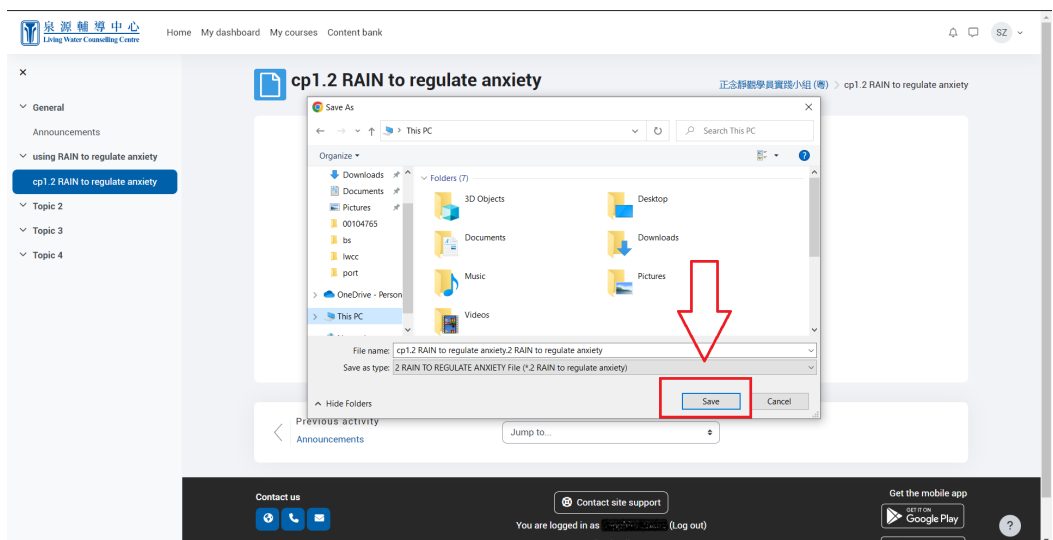 泉源輔導中心
Living Water Counselling Centre
Home My dashboard My courses Content bank
SZ
General
Announcements
using RAIN to regulate anxiety
cp1.2 RAIN to regulate anxiety
Topic 2
Topic 3
Topic 4
cp1.2 RAIN to regulate anxiety
正念靜觀學員實踐小組 (粵) > cp1.2 RAIN to regulate anxiety
Save As
This PC
Search This PC
Organize
Downloads
Documents
Pictures
00104765
bs
lwcc
port
OneDrive - Person
This PC
Folders (7)
3D Objects
Desktop
Documents
Downloads
Music
Pictures
Videos
File name: cp1.2 RAIN to regulate anxiety.2 RAIN to regulate anxiety
Save as type: 2 RAIN TO REGULATE ANXIETY File (*.2 RAIN to regulate anxiety)
Hide Folders
Save
Cancel
Previous activity
Announcements
Jump to...
Contact us
Contact site support
You are logged in as (Log out)
Get the mobile app
GET IT ON
Google Play
?